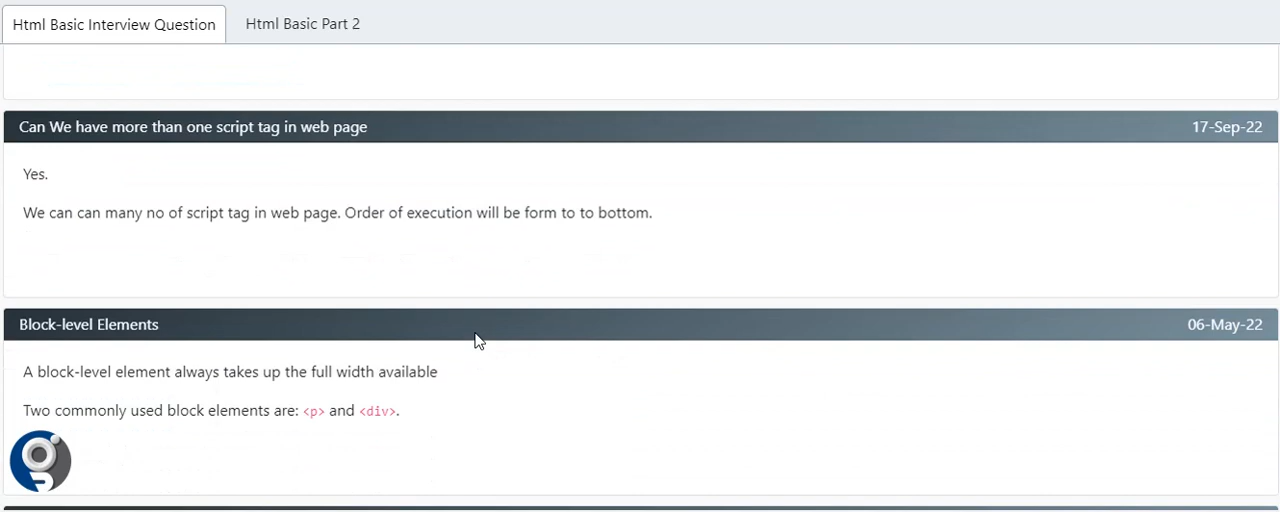 Html Basic Interview Question
Html Basic Part 2
Can We have more than one script tag in web page
17-Sep-22
Yes.
We can can many no of script tag in web page. Order of execution will be form to to bottom.
Block-level Elements
06-May-22
A block-level element always takes up the full width available
Two commonly used block elements are: <p> and <div>.